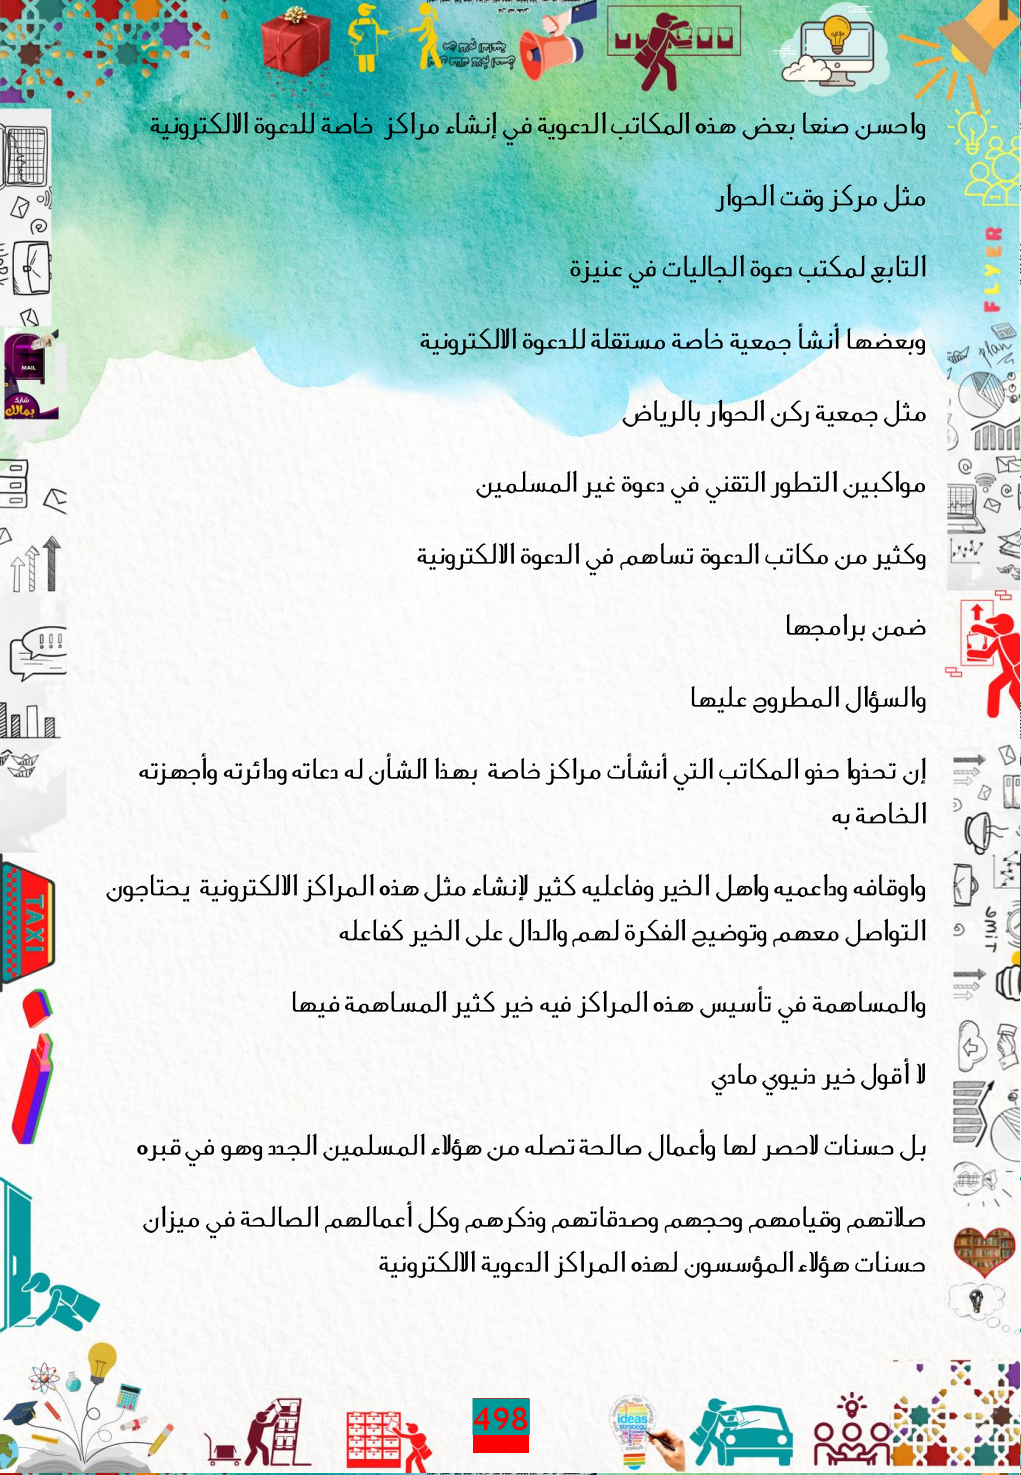 واحسن صنعا بعض هذه المكاتب الدعوية في إنشاء مراكز خاصة للدعوة الالكترونية
مثل مركز وقت الحوار
التابع لمكتب دعوة الجاليات في عنيزة
وبعضها أنشأ جمعية خاصة مستقلة للدعوة الالكترونية
مثل جمعية ركن الحوار بالرياض
مواكبين التطور التقني في دعوة غير المسلمين
وكثير من مكاتب الدعوة تساهم في الدعوة الالكترونية
ضمن برامجها
والسؤال المطروح عليها
إن تحذوا حذو المكاتب التي أنشأت مراكز خاصة بهذا الشأن له دعاته ودائرته وأجهزته
الخاصة به
واوقافه وداعميه واهل الخير وفاعليه كثير لإنشاء مثل هذه المراكز الالكترونية يحتاجون
التواصل معهم وتوضيح الفكرة لهم والدال على الخير كفاعله
والمساهمة في تأسيس هذه المراكز فيه خير كثير المساهمة فيها
لا أقول خير دنيوي مادي
بل حسنات لاحصر لها وأعمال صالحة تصله من هؤلاء المسلمين الجدد وهو في قبره
صلاتهم وقيامهم وحجهم وصدقاتهم وذكرهم وكل أعمالهم الصالحة في ميزان
حسنات هؤلاء المؤسسون لهذه المراكز الدعوية الالكترونية
FLYER
plan
MAIL
شارك
بمالك
TAXI
ideas
strategy
498